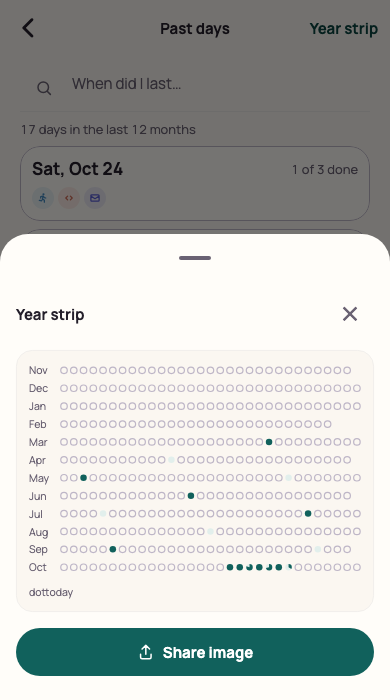 Past days
Year strip
When did I last...
17 days in the last 12 months
Sat, Oct 24
1 of 3 done
Year strip
Nov
Dec
Jan
Feb
Mar
Apr
May
Jun
Jul
Aug
Sep
Oct
dottoday
Share image